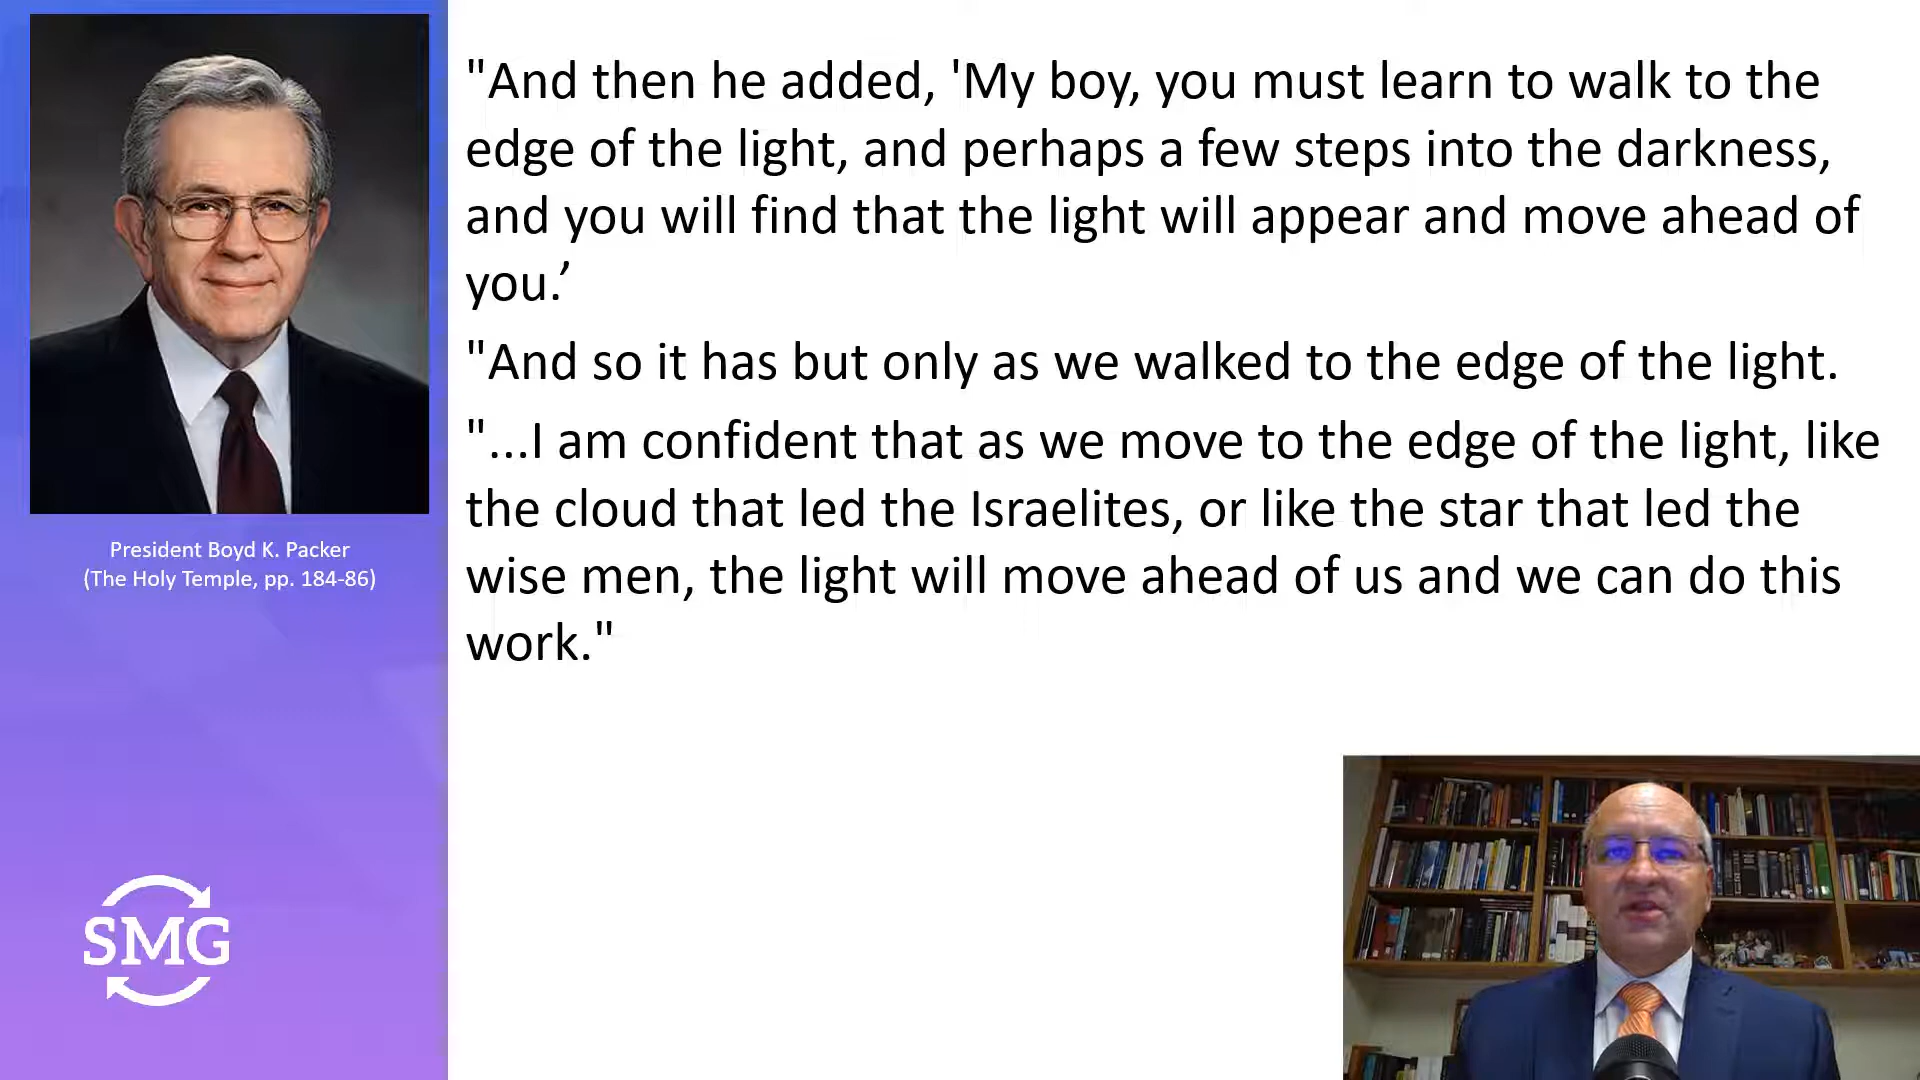 "And then he added, 'My boy, you must learn to walk to the
edge of the light, and perhaps a few steps into the darkness,
and you will find that the light will appear and move ahead of
you.’
"And so it has but only as we walked to the edge of the light.
"...I am confident that as we move to the edge of the light, like
the cloud that led the Israelites, or like the star that led the
wise men, the light will move ahead of us and we can do this
work."
President Boyd K. Packer
(The Holy Temple, pp. 184-86)
SMG